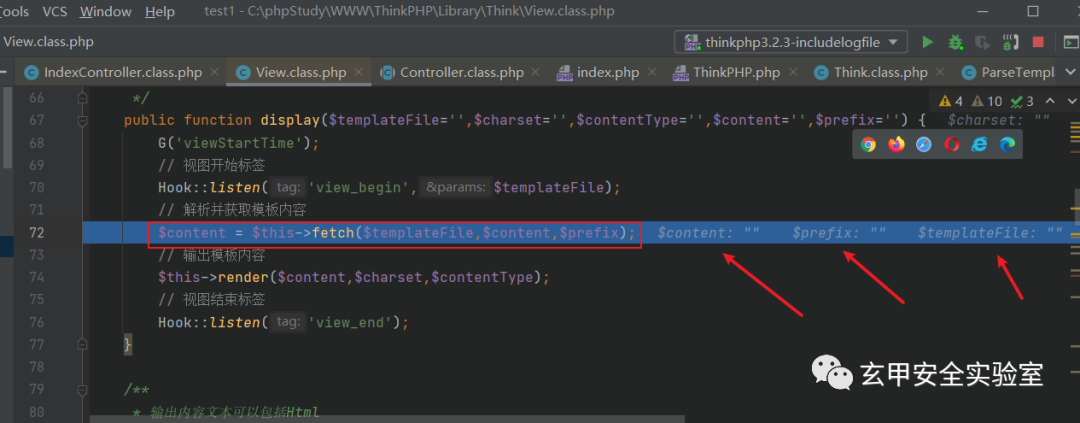 Tools VCS Window Help test1 - C:\phpStudy\WWW\ThinkPHP\Library\Think\View.class.php
View.class.php thinkphp3.2.3-includelogfile
IndexController.class.php View.class.php Controller.class.php index.php ThinkPHP.php Think.class.php ParseTempl
4 10 3
66 */
67 public function display($templateFile='',$charset='',$contentType='',$content='',$prefix='') { $charset: ""
68 G('viewStartTime');
69 // 视图开始标签
70 Hook::listen( tag: 'view_begin', &params: $templateFile);
71 // 解析并获取模板内容
72 $content = $this->fetch($templateFile,$content,$prefix); $content: "" $prefix: "" $templateFile: ""
73 // 输出模板内容
74 $this->render($content,$charset,$contentType);
75 // 视图结束标签
76 Hook::listen( tag: 'view_end');
77 }
78
79 /**
80 * 输出内容文本可以包括Html
玄甲安全实验室